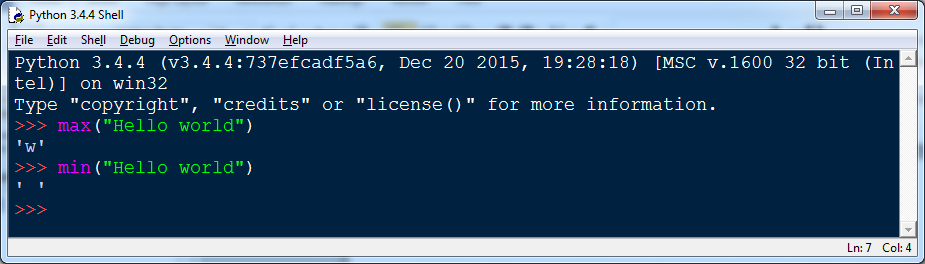 Python 3.4.4 Shell
File Edit Shell Debug Options Window Help
Python 3.4.4 (v3.4.4:737efcadf5a6, Dec 20 2015, 19:28:18) [MSC v.1600 32 bit (In
tel)] on win32
Type "copyright", "credits" or "license()" for more information.
>>> max("Hello world")
'w'
>>> min("Hello world")
' '
>>>
Ln: 7 Col: 4